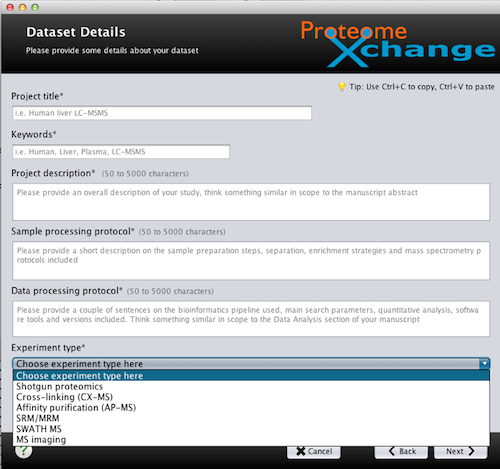 Dataset Details
Please provide some details about your dataset
Proteome
Xchange
Tip: Use Ctrl+C to copy, Ctrl+V to paste
Project title*
i.e. Human liver LC-MSMS
Keywords*
i.e. Human, Liver, Plasma, LC-MSMS
Project description* (50 to 5000 characters)
Please provide an overall description of your study, think something similar in scope to the manuscript abstract
Sample processing protocol* (50 to 5000 characters)
Please provide a short description on the sample preparation steps, separation, enrichment strategies and mass spectrometry p
rotocols included
Data processing protocol* (50 to 5000 characters)
Please provide a couple of sentences on the bioinformatics pipeline used, main search parameters, quantitative analysis, softwa
re tools and versions included. Think something similar in scope to the Data Analysis section of your manuscript
Experiment type*
Choose experiment type here
Choose experiment type here
Shotgun proteomics
Cross-linking (CX-MS)
Affinity purification (AP-MS)
SRM/MRM
SWATH MS
MS imaging
? Cancel Back Next